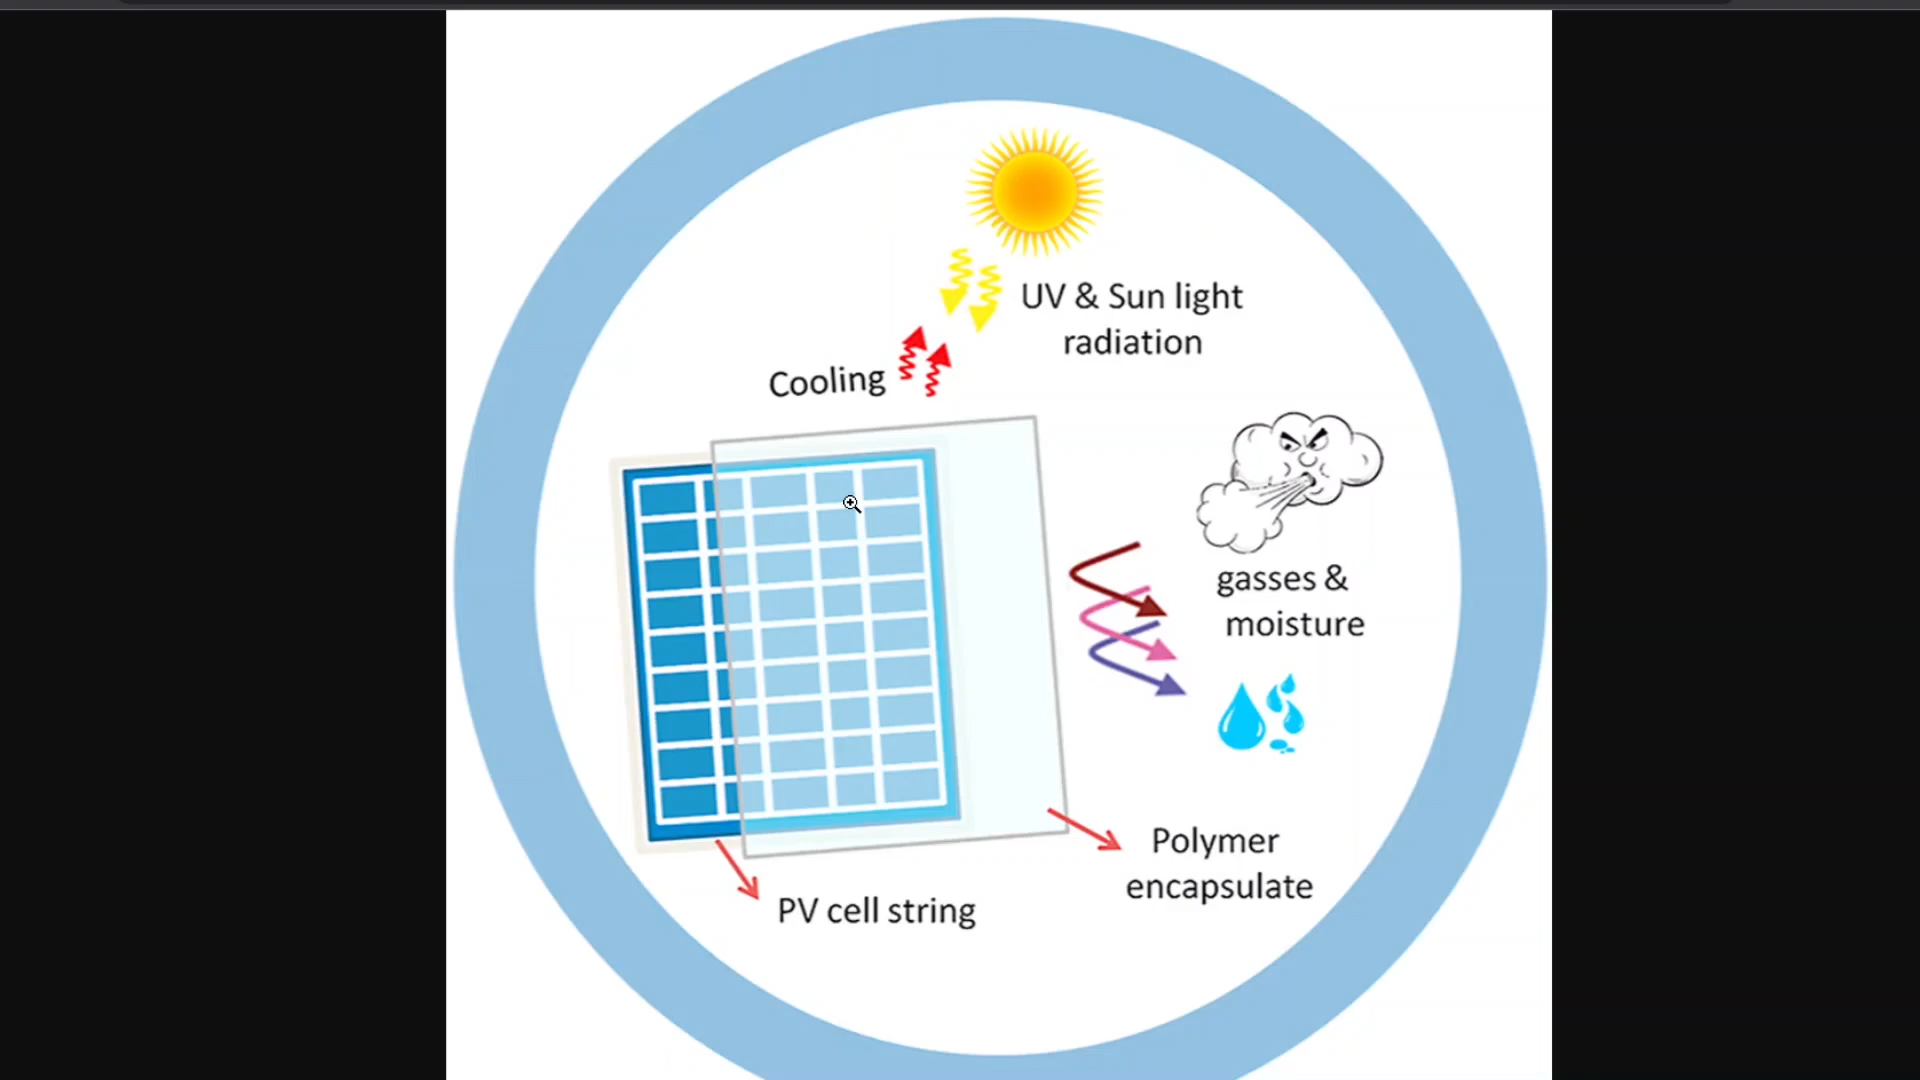 UV & Sun light
radiation
Cooling
gasses &
moisture
Polymer
encapsulate
PV cell string